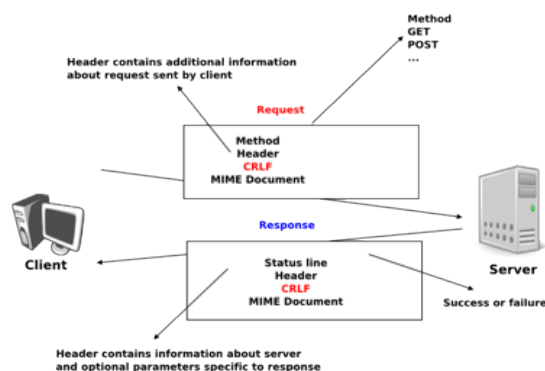 Method
GET
POST
...
Header contains additional information
about request sent by client
Request
Method
Header
CRLF
MIME Document
Client
Server
Response
Status line
Header
CRLF
MIME Document
Success or failure
Header contains information about server
and optional parameters specific to response